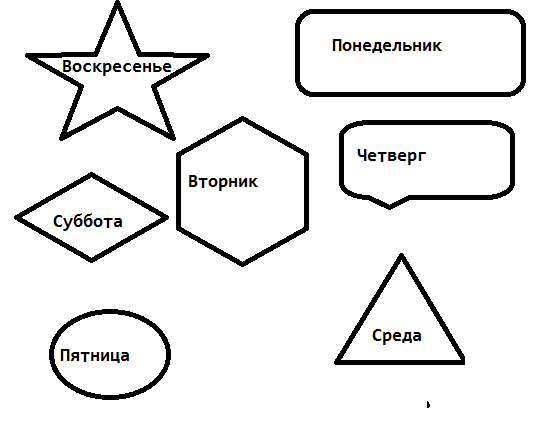 Воскресенье
Понедельник
Четверг
Вторник
Суббота
Среда
Пятница